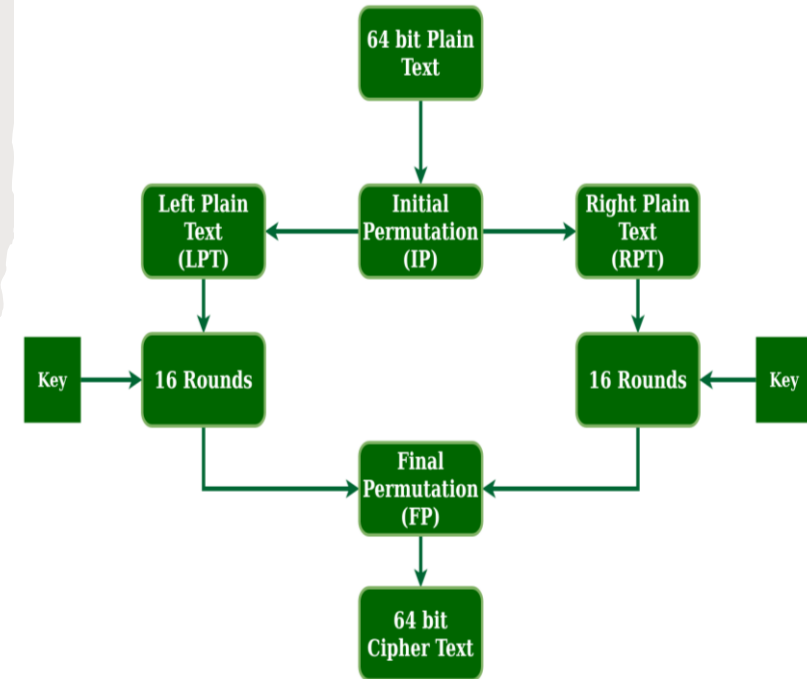 64 bit Plain
Text
Left Plain
Text
(LPT)
Initial
Permutation
(IP)
Right Plain
Text
(RPT)
Key
16 Rounds
16 Rounds
Key
Final
Permutation
(FP)
64 bit
Cipher Text